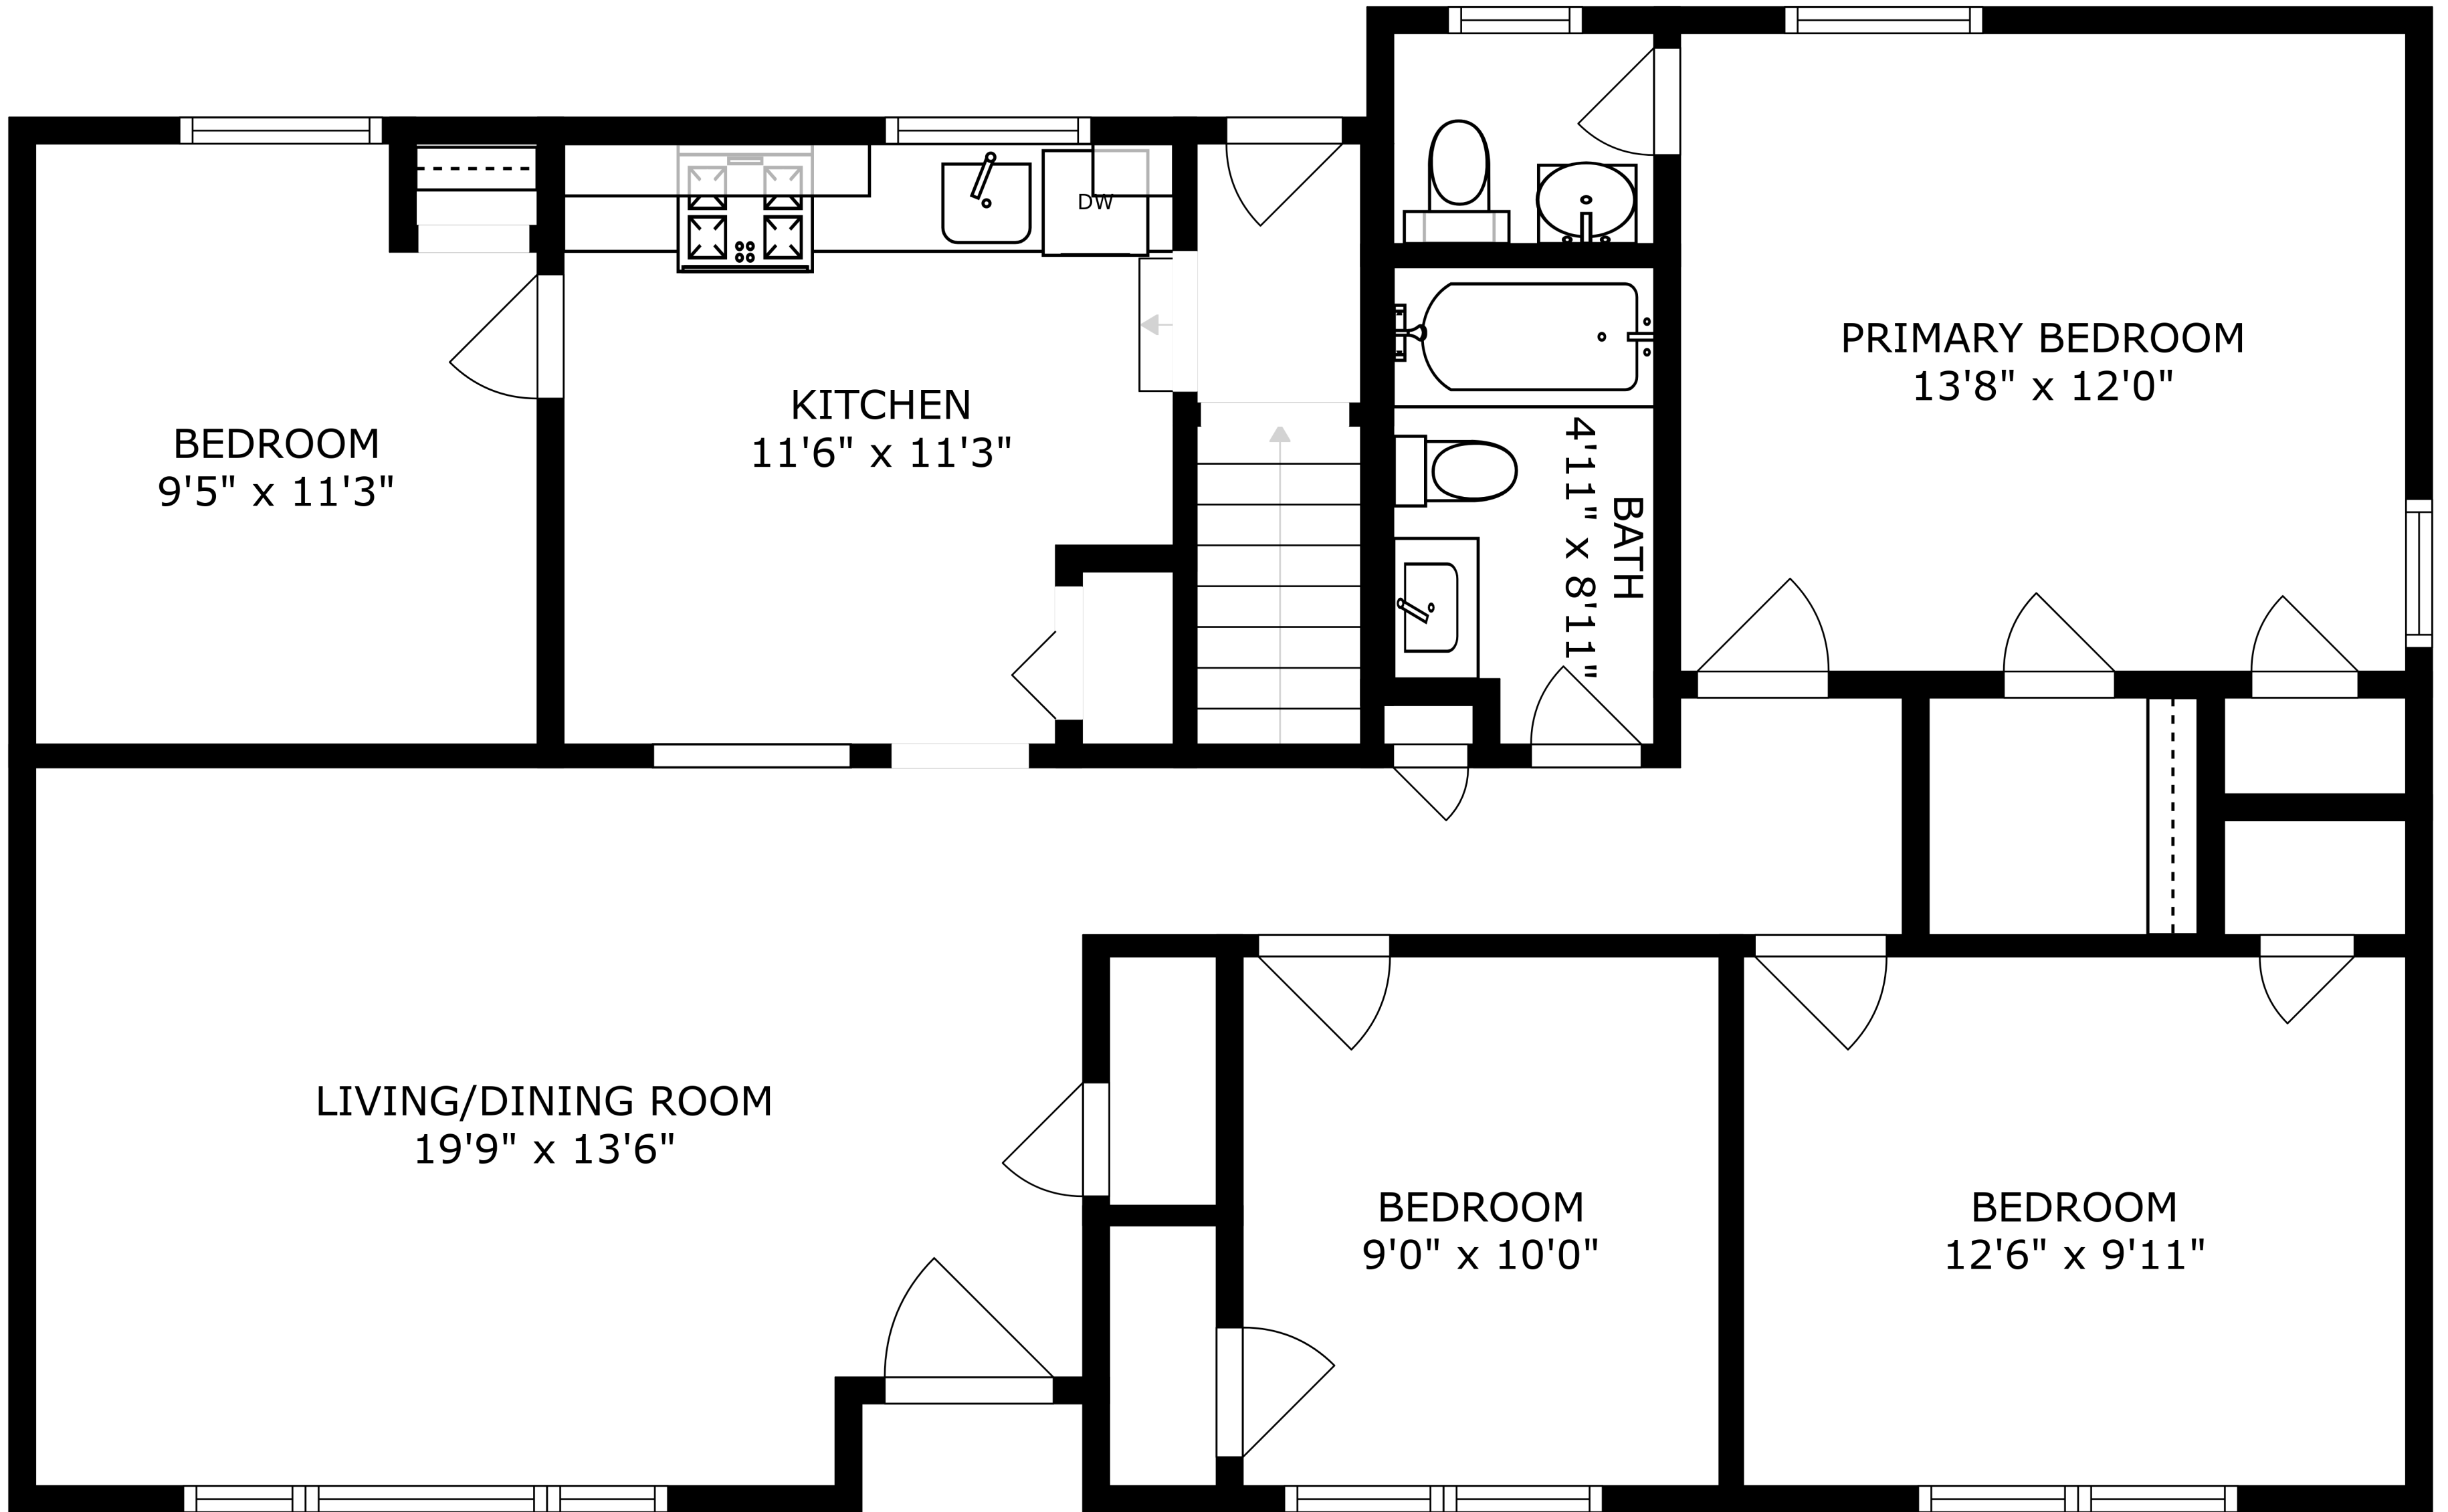 PRIMARY BEDROOM
13'8" x 12'0"
DW
KITCHEN
11'6" x 11'3"
BEDROOM
9'5" x 11'3"
BATH
4'11" x 8'11"
LIVING/DINING ROOM
19'9" x 13'6"
BEDROOM
9'0" x 10'0"
BEDROOM
12'6" x 9'11"